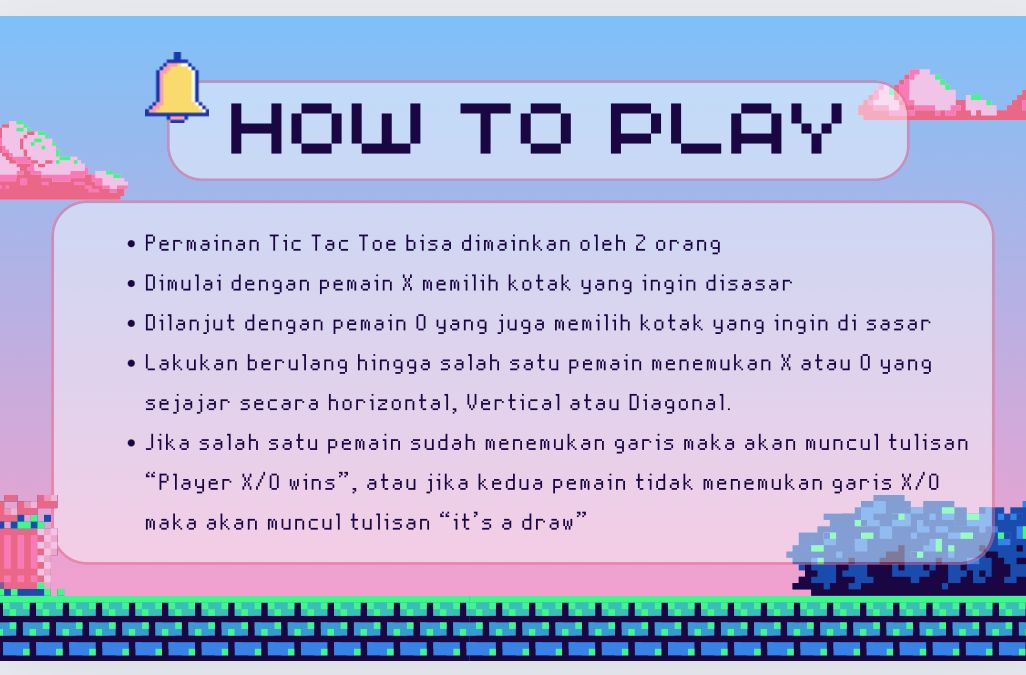 HOW TO PLAY
• Permainan Tic Tac Toe bisa dimainkan oleh 2 orang
• Dimulai dengan pemain X memilih kotak yang ingin disasar
• Dilanjut dengan pemain O yang juga memilih kotak yang ingin di sasar
• Lakukan berulang hingga salah satu pemain menemukan X atau O yang
sejajar secara horizontal, Vertical atau Diagonal.
• Jika salah satu pemain sudah menemukan garis maka akan muncul tulisan
“Player X/O wins”, atau jika kedua pemain tidak menemukan garis X/O
maka akan muncul tulisan “it’s a draw”